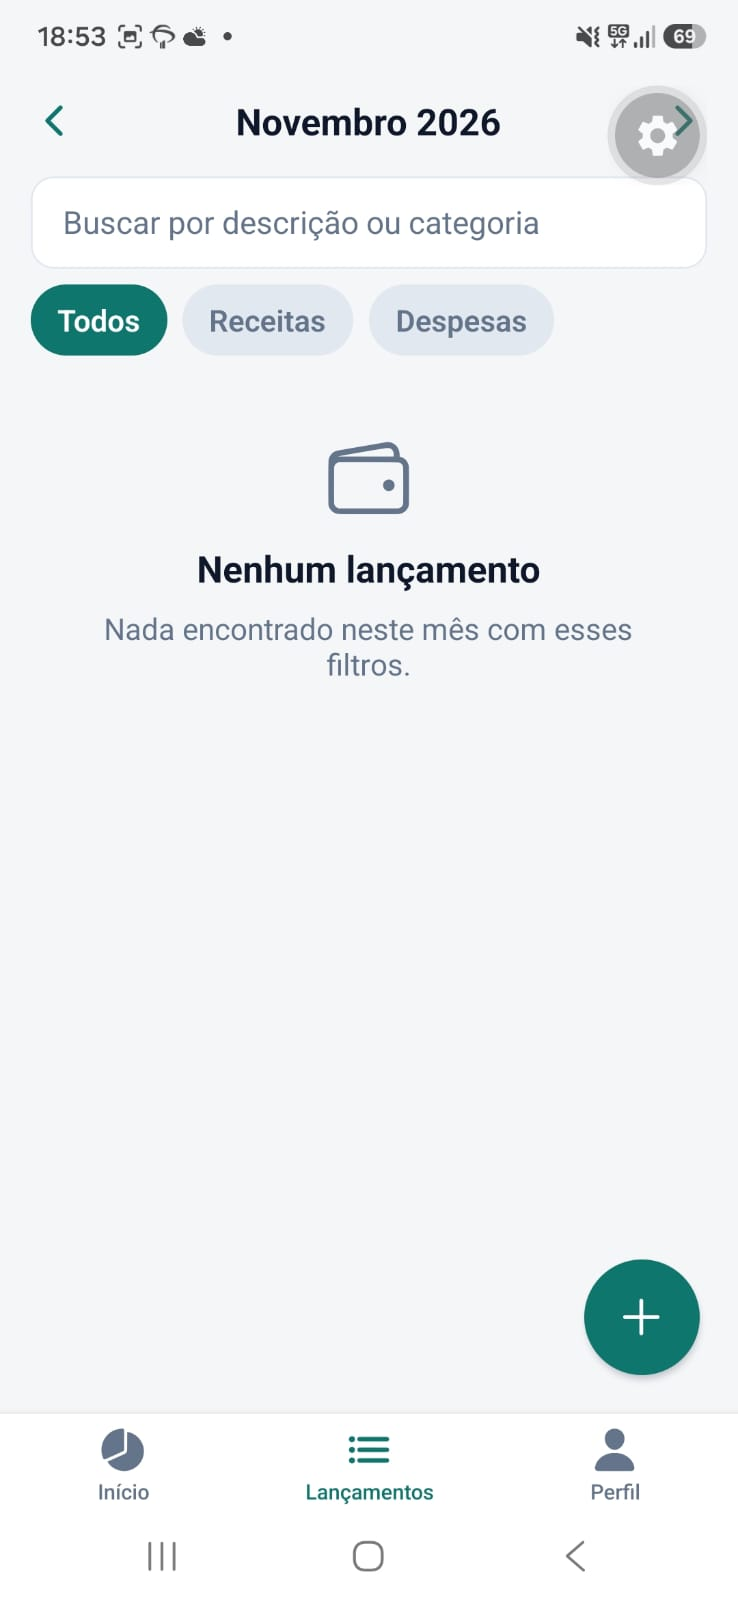 18:53
5G
69
Novembro 2026
Buscar por descrição ou categoria
Todos
Receitas
Despesas
Nenhum lançamento
Nada encontrado neste mês com esses
filtros.
Início
Lançamentos
Perfil